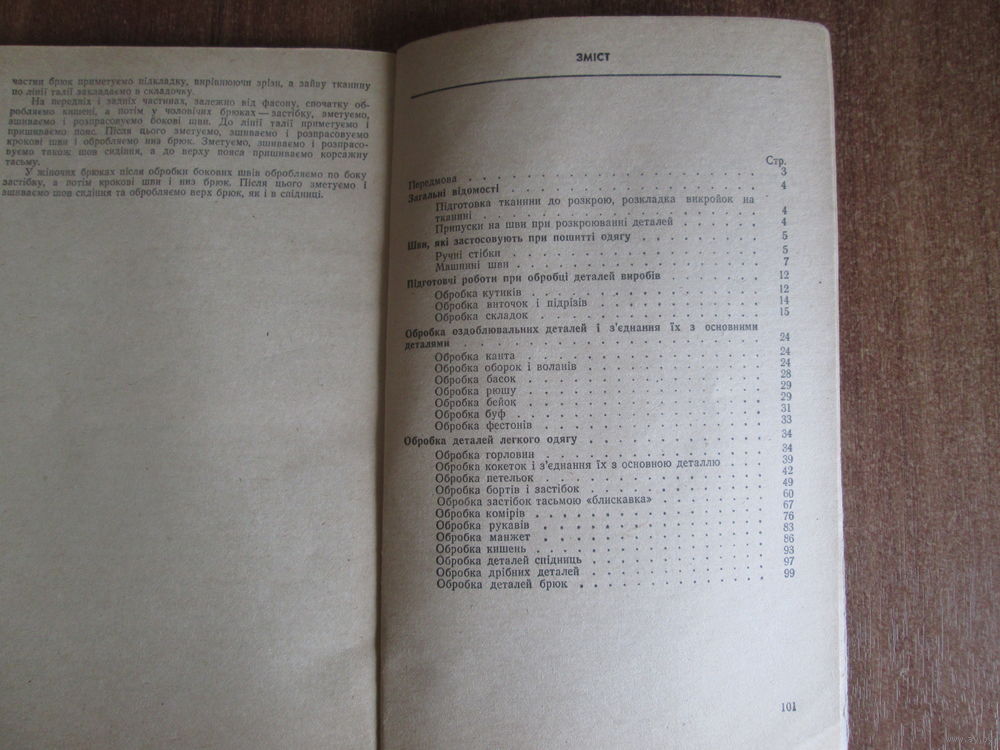 частин брюк приметуємо підкладку, вирівнюючи зрізи, а зайву тканину
по лінії талії закладаємо в складочку.
На передніх і задніх частинах, залежно від фасону, спочатку об-
робляємо кишені, а потім у чоловічих брюках — застібку, зметуємо,
зшиваємо і розпрасовуємо бокові шви. До лінії талії приметуємо і
пришиваємо пояс. Після цього зметуємо, зшиваємо і розпрасовуємо
крокові шви і обробляємо низ брюк. Зметуємо, зшиваємо і розпрасо-
вуємо також шов сидіння, а до верху пояса пришиваємо корсажну
тасьму.
У жіночих брюках після обробки бокових швів обробляємо по боку
застібку, а потім крокові шви і низ брюк. Після цього зметуємо і
зшиваємо шов сидіння та обробляємо верх брюк, як і в спідниці.
ЗМІСТ
Стр.
Передмова . . . . . . . . . . . . . . . 3
Загальні відомості . . . . . . . . . . . . . 4
Підготовка тканини до розкрою, розкладка викройок на
тканині . . . . . . . . . . . . . . 4
Припуски на шви при розкроюванні деталей . . . . . . 4
Шви, які застосовують при пошитті одягу . . . . . . . 5
Ручні стібки . . . . . . . . . . . . . 5
Машинні шви . . . . . . . . . . . . . 7
Підготовчі роботи при обробці деталей виробів . . . . . . 12
Обробка кутиків . . . . . . . . . . . . 12
Обробка виточок і підрізів . . . . . . . . . 14
Обробка складок . . . . . . . . . . . . 15
Обробка оздоблювальних деталей і з'єднання їх з основними
деталями . . . . . . . . . . . . . . . 24
Обробка канта . . . . . . . . . . . . . 24
Обробка оборок і воланів . . . . . . . . . . 24
Обробка басок . . . . . . . . . . . . . 28
Обробка рюшу . . . . . . . . . . . . . 29
Обробка бейок . . . . . . . . . . . . . 29
Обробка буф . . . . . . . . . . . . . . 31
Обробка фестонів . . . . . . . . . . . . 33
Обробка деталей легкого одягу . . . . . . . . . . 34
Обробка горловин . . . . . . . . . . . . 34
Обробка кокеток і з'єднання їх з основною деталлю . . . 39
Обробка петельок . . . . . . . . . . . . 42
Обробка бортів і застібок . . . . . . . . . . 49
Обробка застібок тасьмою «блискавка» . . . . . . . 60
Обробка комірів . . . . . . . . . . . . 67
Обробка рукавів . . . . . . . . . . . . 76
Обробка манжет . . . . . . . . . . . . 83
Обробка кишень . . . . . . . . . . . . 86
Обробка деталей спідниць . . . . . . . . . . 93
Обробка дрібних деталей . . . . . . . . . . 97
Обробка деталей брюк . . . . . . . . . . . 99
101